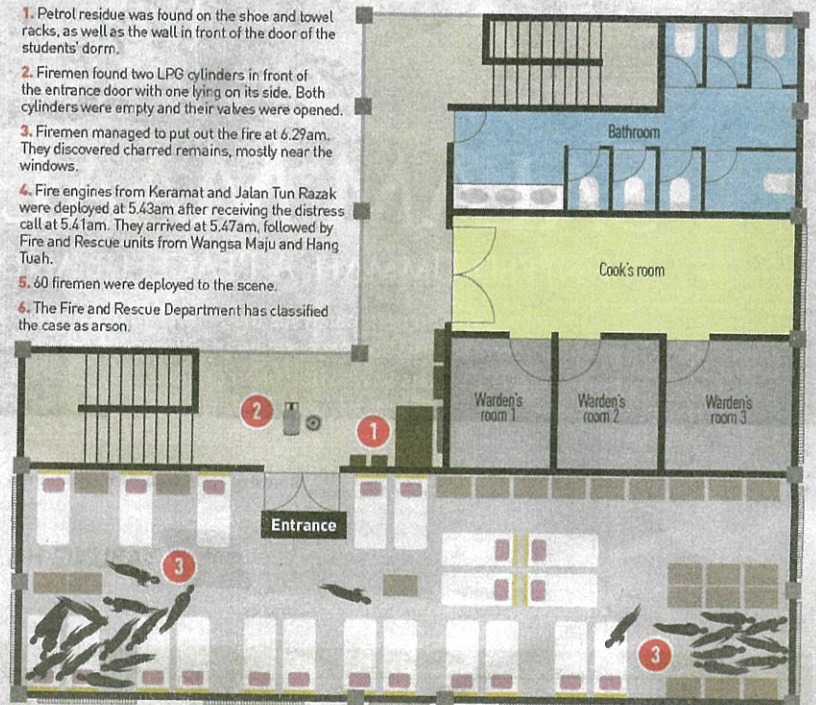 1. Petrol residue was found on the shoe and towel
racks, as well as the wall in front of the door of the
students' dorm.
2. Firemen found two LPG cylinders in front of
the entrance door with one lying on its side. Both
cylinders were empty and their valves were opened.
3. Firemen managed to put out the fire at 6.29am.
They discovered charred remains, mostly near the
windows.
4. Fire engines from Keramat and Jalan Tun Razak
were deployed at 5.43am after receiving the distress
call at 5.41am. They arrived at 5.47am, followed by
Fire and Rescue units from Wangsa Maju and Hang
Tuah.
5. 60 firemen were deployed to the scene.
6. The Fire and Rescue Department has classified
the case as arson.
Bathroom
Cook's room
Warden's
room 1
Warden's
room 2
Warden's
room 3
2
1
Entrance
3
3